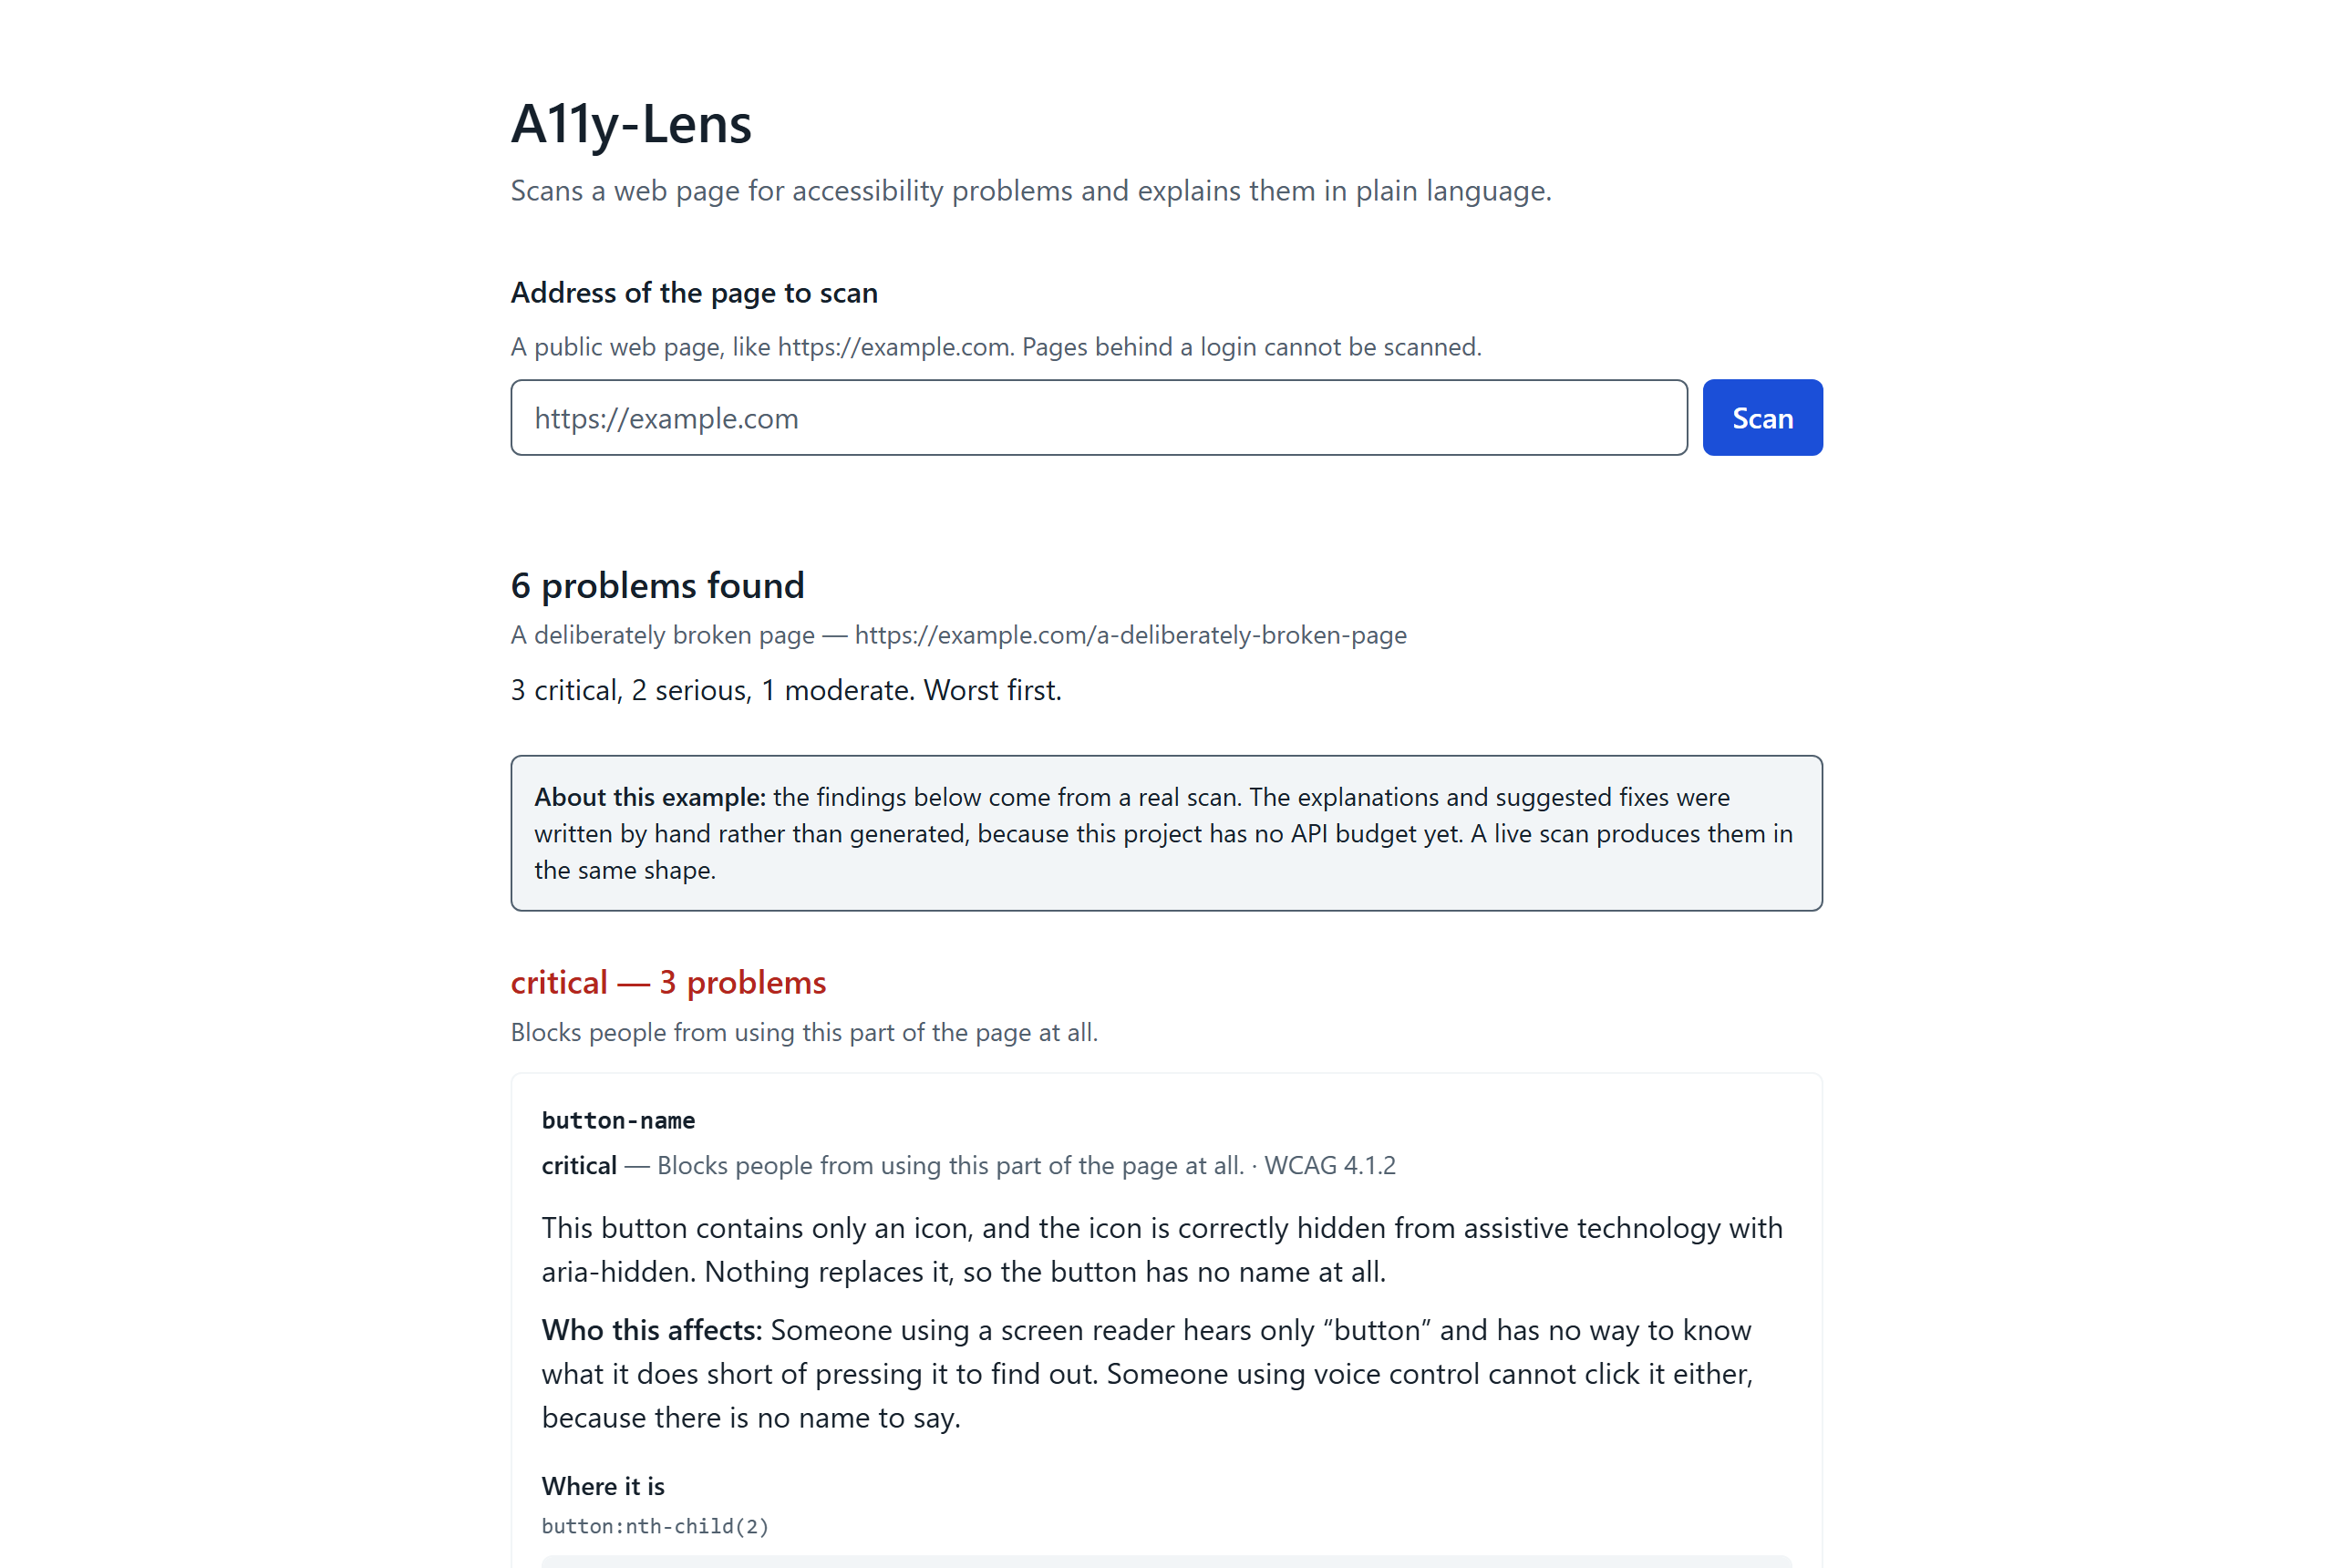 A11y-Lens
Scans a web page for accessibility problems and explains them in plain language.
Address of the page to scan
A public web page, like https://example.com. Pages behind a login cannot be scanned.
https://example.com
Scan
6 problems found
A deliberately broken page — https://example.com/a-deliberately-broken-page
3 critical, 2 serious, 1 moderate. Worst first.
About this example: the findings below come from a real scan. The explanations and suggested fixes were
written by hand rather than generated, because this project has no API budget yet. A live scan produces them in
the same shape.
critical — 3 problems
Blocks people from using this part of the page at all.
button-name
critical — Blocks people from using this part of the page at all. · WCAG 4.1.2
This button contains only an icon, and the icon is correctly hidden from assistive technology with
aria-hidden. Nothing replaces it, so the button has no name at all.
Who this affects: Someone using a screen reader hears only “button” and has no way to know
what it does short of pressing it to find out. Someone using voice control cannot click it either,
because there is no name to say.
Where it is
button:nth-child(2)